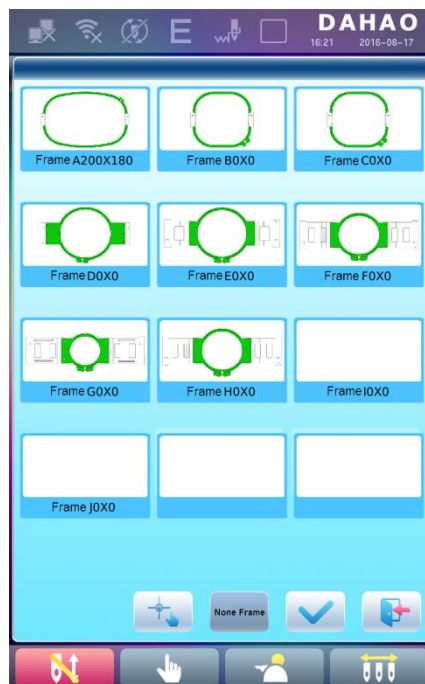 E
DAHAO
16:21 2016-08-17
Frame A200X180
Frame B0X0
Frame C0X0
Frame D0X0
Frame E0X0
Frame F0X0
Frame G0X0
Frame H0X0
Frame I0X0
Frame J0X0
None Frame